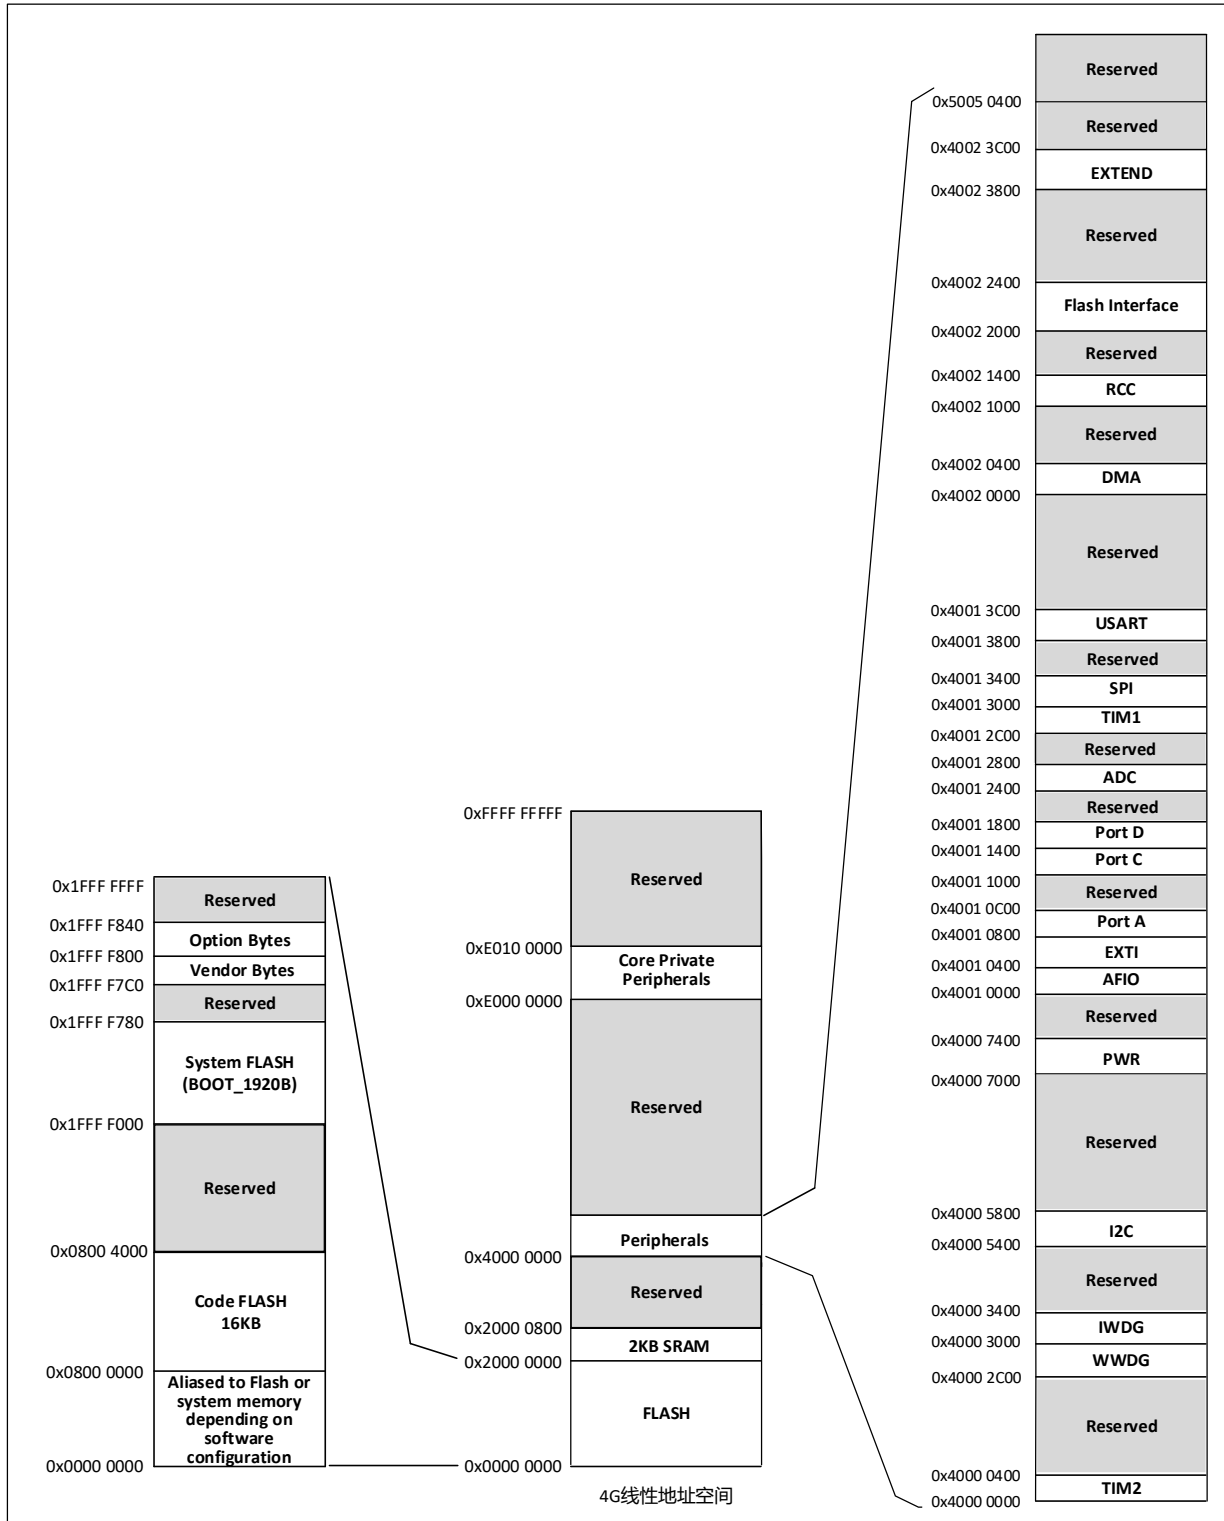 Reserved
0x5005 0400
Reserved
0x4002 3C00
EXTEND
0x4002 3800
Reserved
0x4002 2400
Flash Interface
0x4002 2000
Reserved
0x4002 1400
RCC
0x4002 1000
Reserved
0x4002 0400
DMA
0x4002 0000
Reserved
0x4001 3C00
USART
0x4001 3800
Reserved
0x4001 3400
SPI
0x4001 3000
TIM1
0x4001 2C00
Reserved
0x4001 2800
ADC
0x4001 2400
Reserved
0x4001 1800
Port D
0x4001 1400
Port C
0x4001 1000
Reserved
0x4001 0C00
Port A
0x4001 0800
EXTI
0x4001 0400
AFIO
0x4001 0000
Reserved
0x4000 7400
PWR
0x4000 7000
Reserved
0x4000 5800
I2C
0x4000 5400
Reserved
0x4000 3400
IWDG
0x4000 3000
WWDG
0x4000 2C00
Reserved
0x4000 0400
TIM2
0x4000 0000
0xFFFF FFFFF
Reserved
0xE010 0000
Core Private
Peripherals
0xE000 0000
Reserved
Peripherals
0x4000 0000
Reserved
0x2000 0800
2KB SRAM
0x2000 0000
FLASH
0x0000 0000
4G线性地址空间
0x1FFF FFFF
Reserved
0x1FFF F840
Option Bytes
0x1FFF F800
Vendor Bytes
0x1FFF F7C0
Reserved
0x1FFF F780
System FLASH
(BOOT_1920B)
0x1FFF F000
Reserved
0x0800 4000
Code FLASH
16KB
0x0800 0000
Aliased to Flash or
system memory
depending on
software
configuration
0x0000 0000